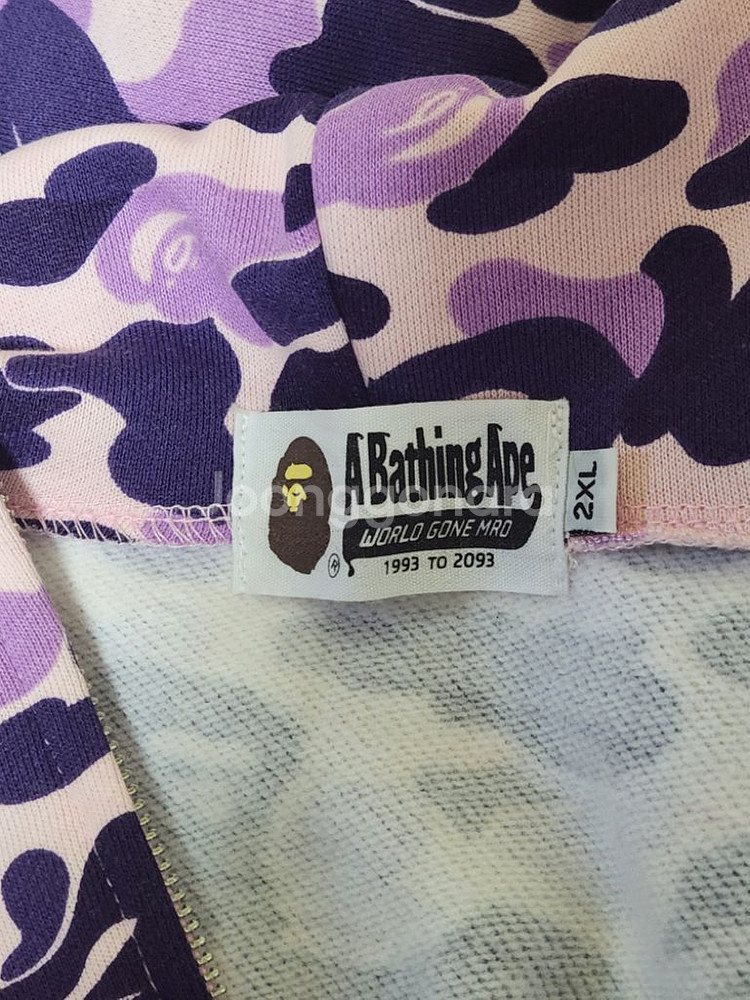 A Bathing Ape
WORLD GONE MAD
®
1993 TO 2093
2XL